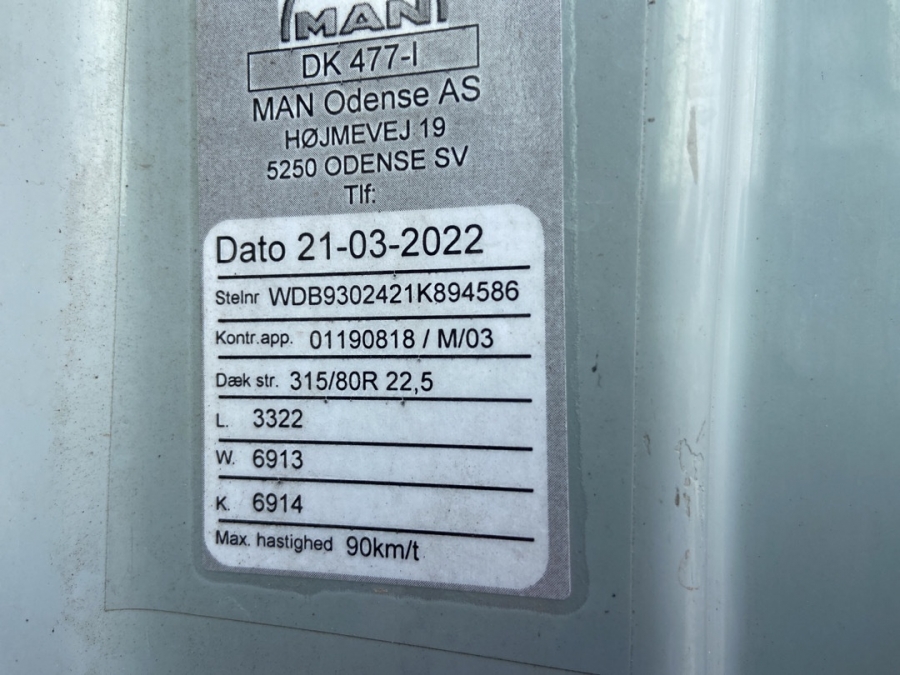 MAN
DK 477-I
MAN Odense AS
HØJMEVEJ 19
5250 ODENSE SV
Tlf:
Dato 21-03-2022
Stelnr WDB9302421K894586
Kontr.app. 01190818 / M/03
Dæk str. 315/80R 22,5
L. 3322
W. 6913
K. 6914
Max. hastighed 90km/t